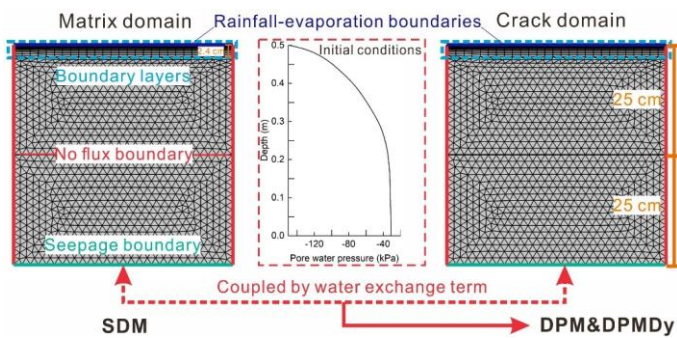 Matrix domain
Rainfall-evaporation boundaries
Crack domain
2.4 cm
Boundary layers
No flux boundary
Seepage boundary
Initial conditions
0.5
0.4
0.3
0.2
0.1
0.0
Depth (m)
-120 -80 -40
Pore water pressure (kPa)
25 cm
25 cm
Coupled by water exchange term
SDM
DPM&DPMDy